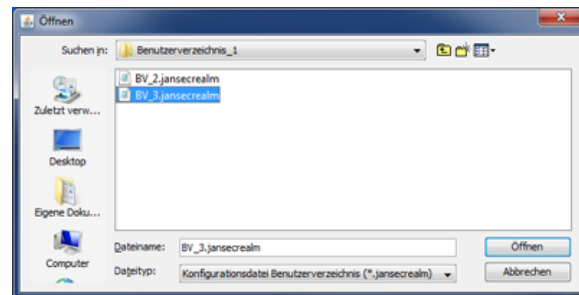 Öffnen
Suchen in: Benutzerverzeichnis_1
BV_2.jansecrealm
BV_3.jansecrealm
Zuletzt verw...
Desktop
Eigene Doku...
Computer
Dateiname: BV_3.jansecrealm Öffnen
Dateityp: Konfigurationsdatei Benutzerverzeichnis (*.jansecrealm) Abbrechen